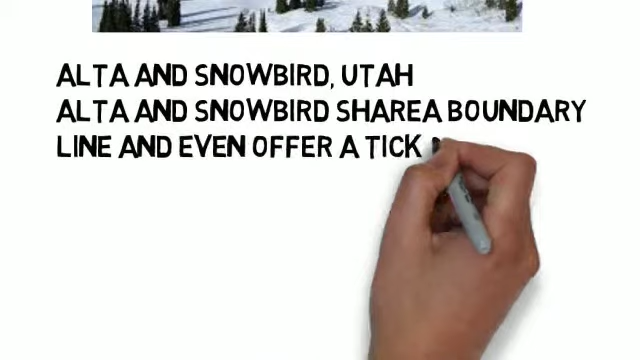 ALTA AND SNOWBIRD, UTAH
ALTA AND SNOWBIRD SHAREA BOUNDARY
LINE AND EVEN OFFER A TICK